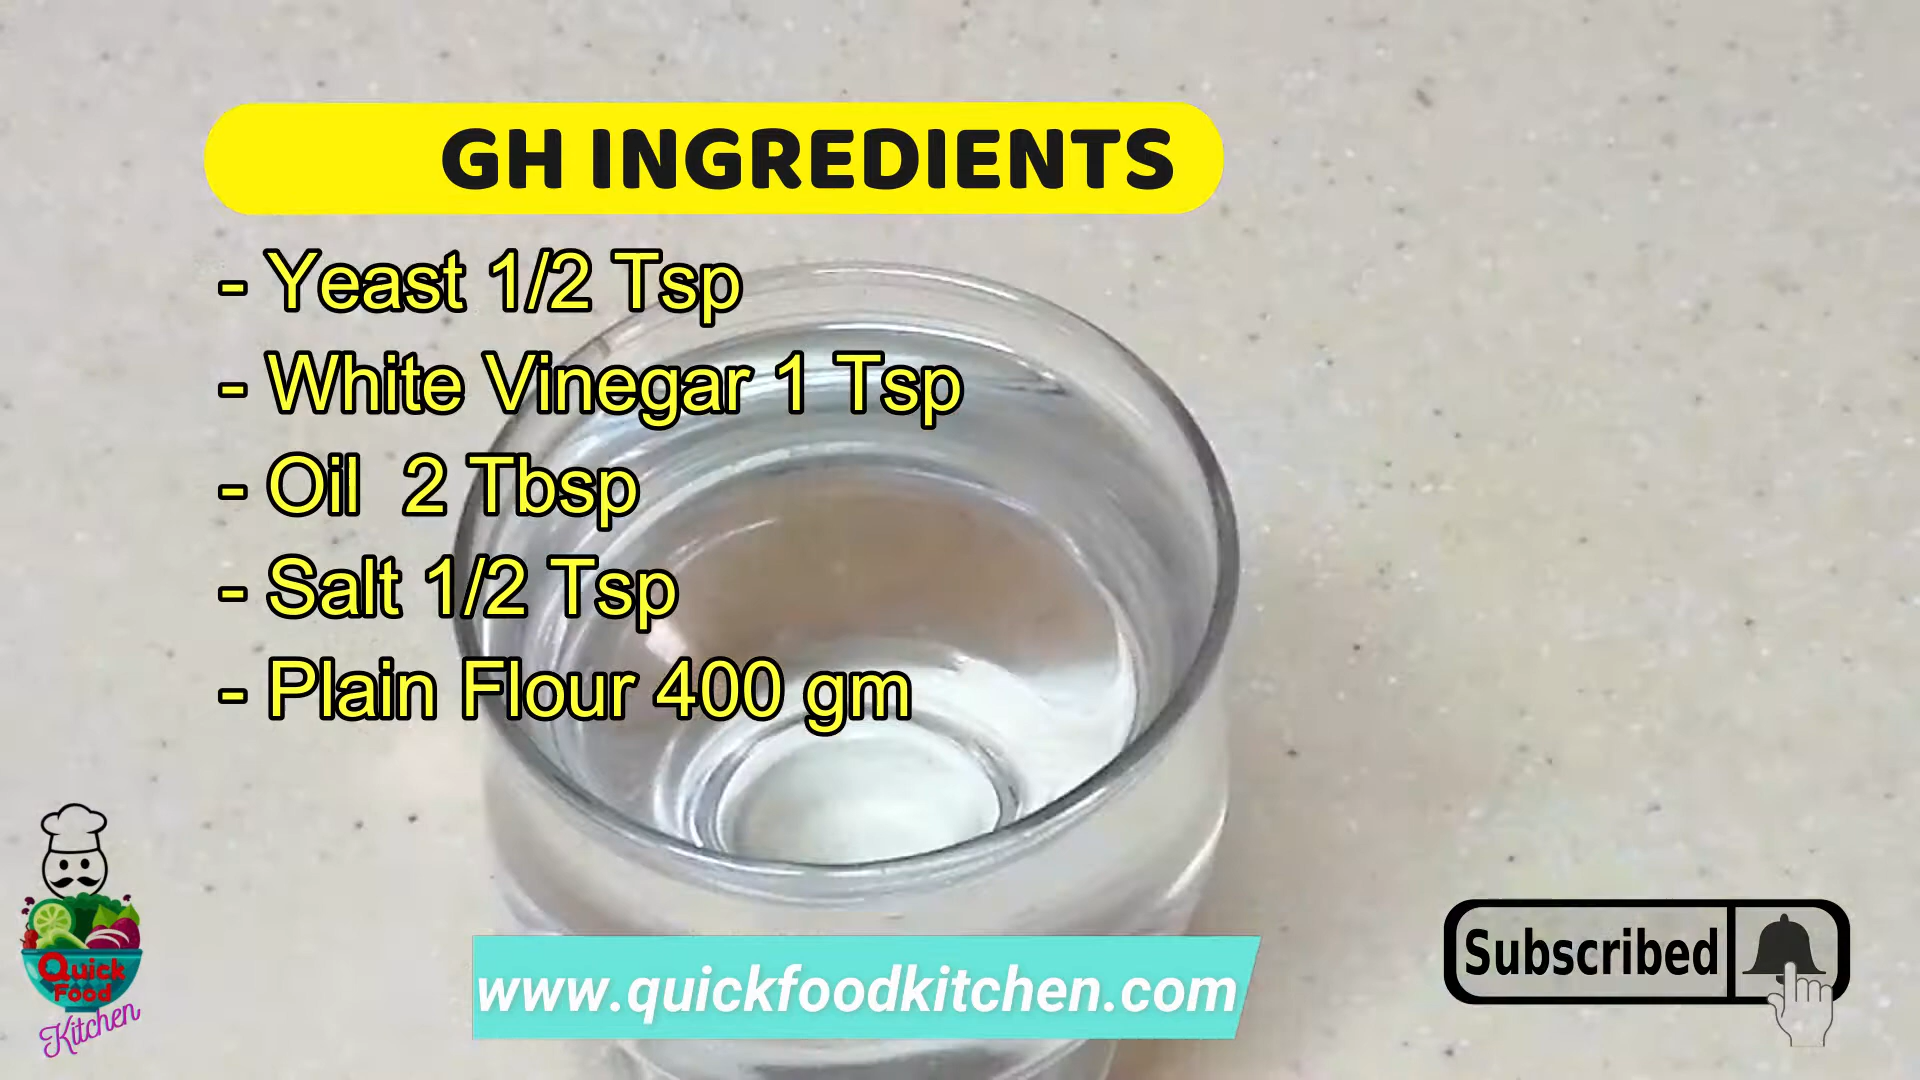 GH INGREDIENTS
- Yeast 1/2 Tsp
- White Vinegar 1 Tsp
- Oil 2 Tbsp
- Salt 1/2 Tsp
- Plain Flour 400 gm
Quick
Food
Kitchen
www.quickfoodkitchen.com
Subscribed